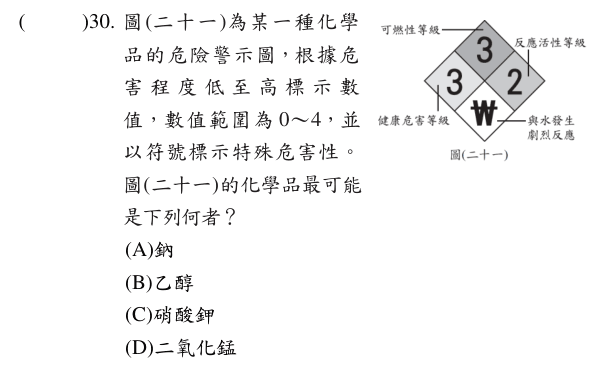 (　　)30. 圖(二十一)為某一種化學
品的危險警示圖，根據危
害程度低至高標示數
值，數值範圍為 0～4，並
以符號標示特殊危害性。
圖(二十一)的化學品最可能
是下列何者？
(A)鈉
(B)乙醇
(C)硝酸鉀
(D)二氧化錳
可燃性等級
3
反應活性等級
3
2
健康危害等級
W
與水發生
劇烈反應
圖(二十一)